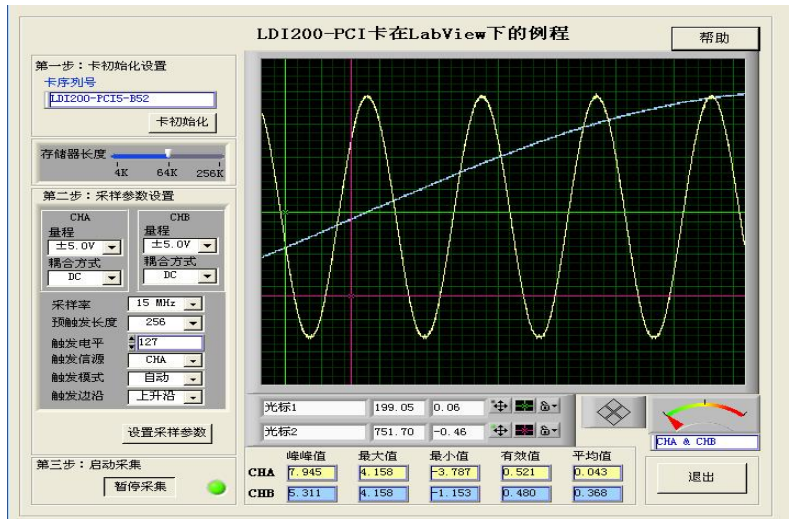 LDI200-PCI卡在LabView下的例程
帮助
第一步：卡初始化设置
卡序列号
LDI200-PCI5-B52
卡初始化
存储器长度
4K 64K 256K
第二步：采样参数设置
CHA CHB
量程 量程
±5.0V ±5.0V
耦合方式 耦合方式
DC DC
采样率 15 MHz
预触发长度 256
触发电平 127
触发信源 CHA
触发模式 自动
触发边沿 上升沿
设置采样参数
第三步：启动采集
暂停采集
光标1 199.05 0.06
光标2 751.70 -0.46
CHA & CHB
峰峰值 最大值 最小值 有效值 平均值
CHA 7.945 4.158 -3.787 0.521 0.043
CHB 5.311 4.158 -1.153 0.480 0.368
退出